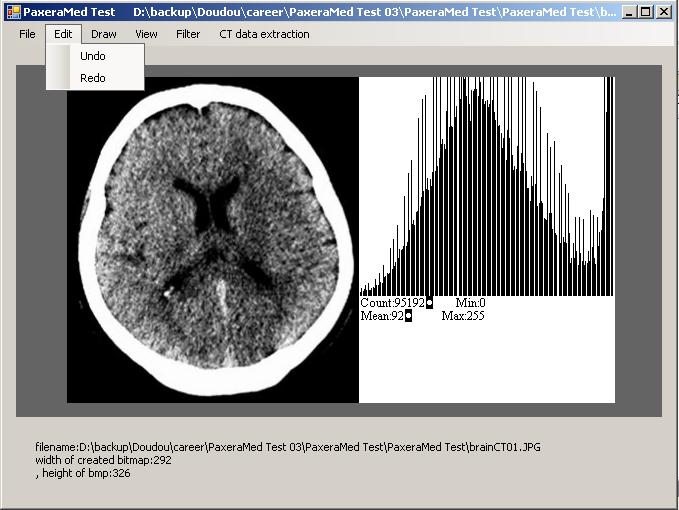 PaxeraMed Test D:\backup\Doudou\career\PaxeraMed Test 03\PaxeraMed Test\PaxeraMed Test\b...
File Edit Draw View Filter CT data extraction
Undo
Redo
Count:95192 Min:0
Mean:92 Max:255
filename:D:\backup\Doudou\career\PaxeraMed Test 03\PaxeraMed Test\PaxeraMed Test\brainCT01.JPG
width of created bitmap:292
, height of bmp:326